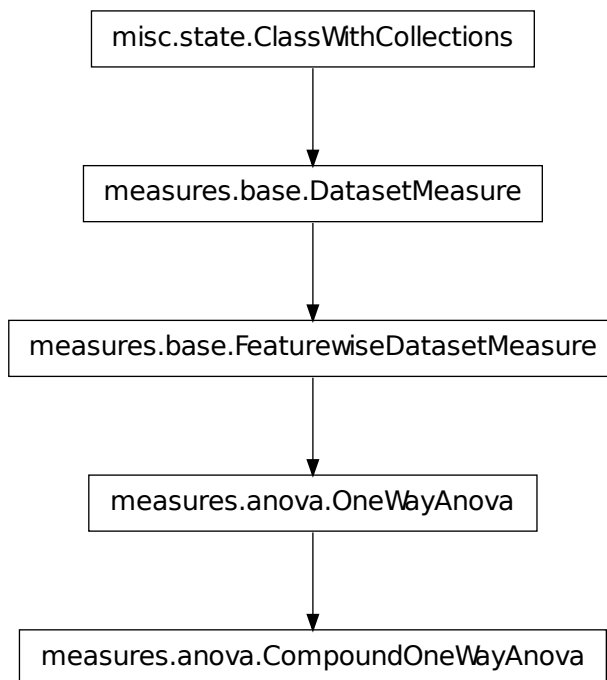 misc.state.ClassWithCollections
measures.base.DatasetMeasure
measures.base.FeaturewiseDatasetMeasure
measures.anova.OneWayAnova
measures.anova.CompoundOneWayAnova